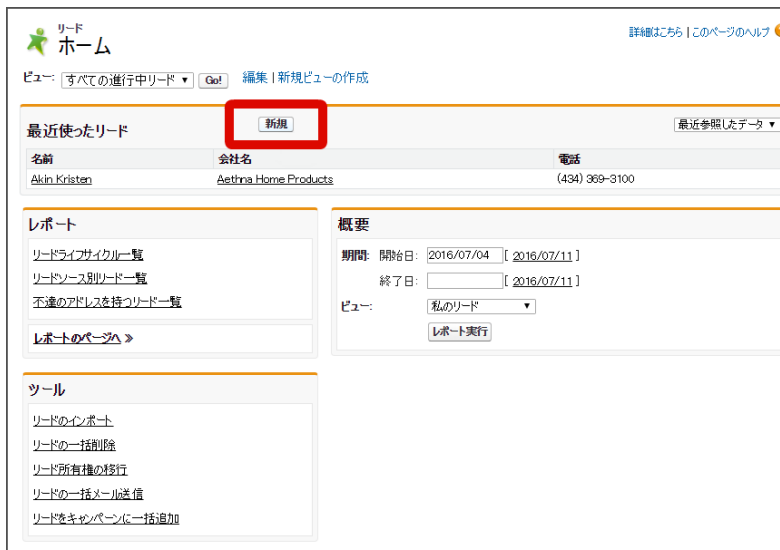 リード
ホーム
詳細はこちら | このページのヘルプ
ビュー: すべての進行中リード ▼ Go! 編集 | 新規ビューの作成
最近使ったリード 新規 最近参照したデータ ▼
名前 会社名 電話
Akin Kristen Aethna Home Products (434) 369-3100
レポート
リードライフサイクル一覧
リードソース別リード一覧
不達のアドレスを持つリード一覧
レポートのページへ ≫
概要
期間: 開始日: 2016/07/04 [ 2016/07/11 ]
終了日: [ 2016/07/11 ]
ビュー: 私のリード ▼
レポート実行
ツール
リードのインポート
リードの一括削除
リード所有権の移行
リードの一括メール送信
リードをキャンペーンに一括追加